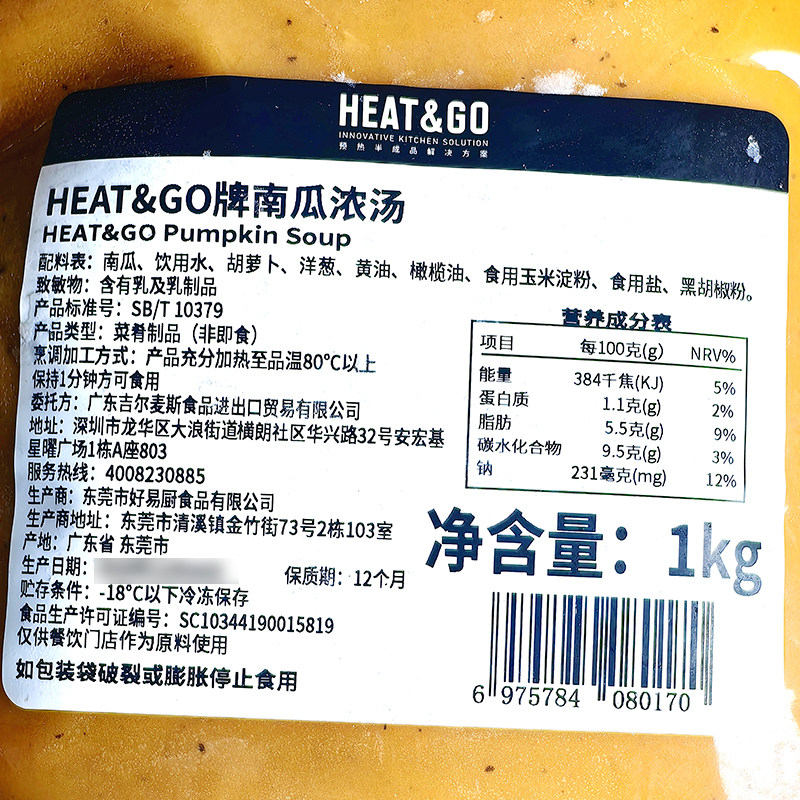 HEAT&GO
INNOVATIVE KITCHEN SOLUTION
预热半成品解决方案
HEAT&GO牌南瓜浓汤
HEAT&GO Pumpkin Soup
配料表：南瓜、饮用水、胡萝卜、洋葱、黄油、橄榄油、食用玉米淀粉、食用盐、黑胡椒粉。
致敏物：含有乳及乳制品
产品标准号：SB/T 10379
产品类型：菜肴制品（非即食）
烹调加工方式：产品充分加热至品温80°C以上
保持1分钟方可食用
委托方：广东吉尔麦斯食品进出口贸易有限公司
地址：深圳市龙华区大浪街道横朗社区华兴路32号安宏基
星曜广场1栋A座803
服务热线：4008230885
生产商：东莞市好易厨食品有限公司
生产商地址：东莞市清溪镇金竹街73号2栋103室
产地：广东省 东莞市
生产日期：
保质期：12个月
贮存条件：-18°C以下冷冻保存
食品生产许可证编号：SC10344190015819
仅供餐饮门店作为原料使用
如包装袋破裂或膨胀停止食用
营养成分表
项目 每100克(g) NRV%
能量 384千焦(KJ) 5%
蛋白质 1.1克(g) 2%
脂肪 5.5克(g) 9%
碳水化合物 9.5克(g) 3%
钠 231毫克(mg) 12%
净含量：1kg
6 975784 080170